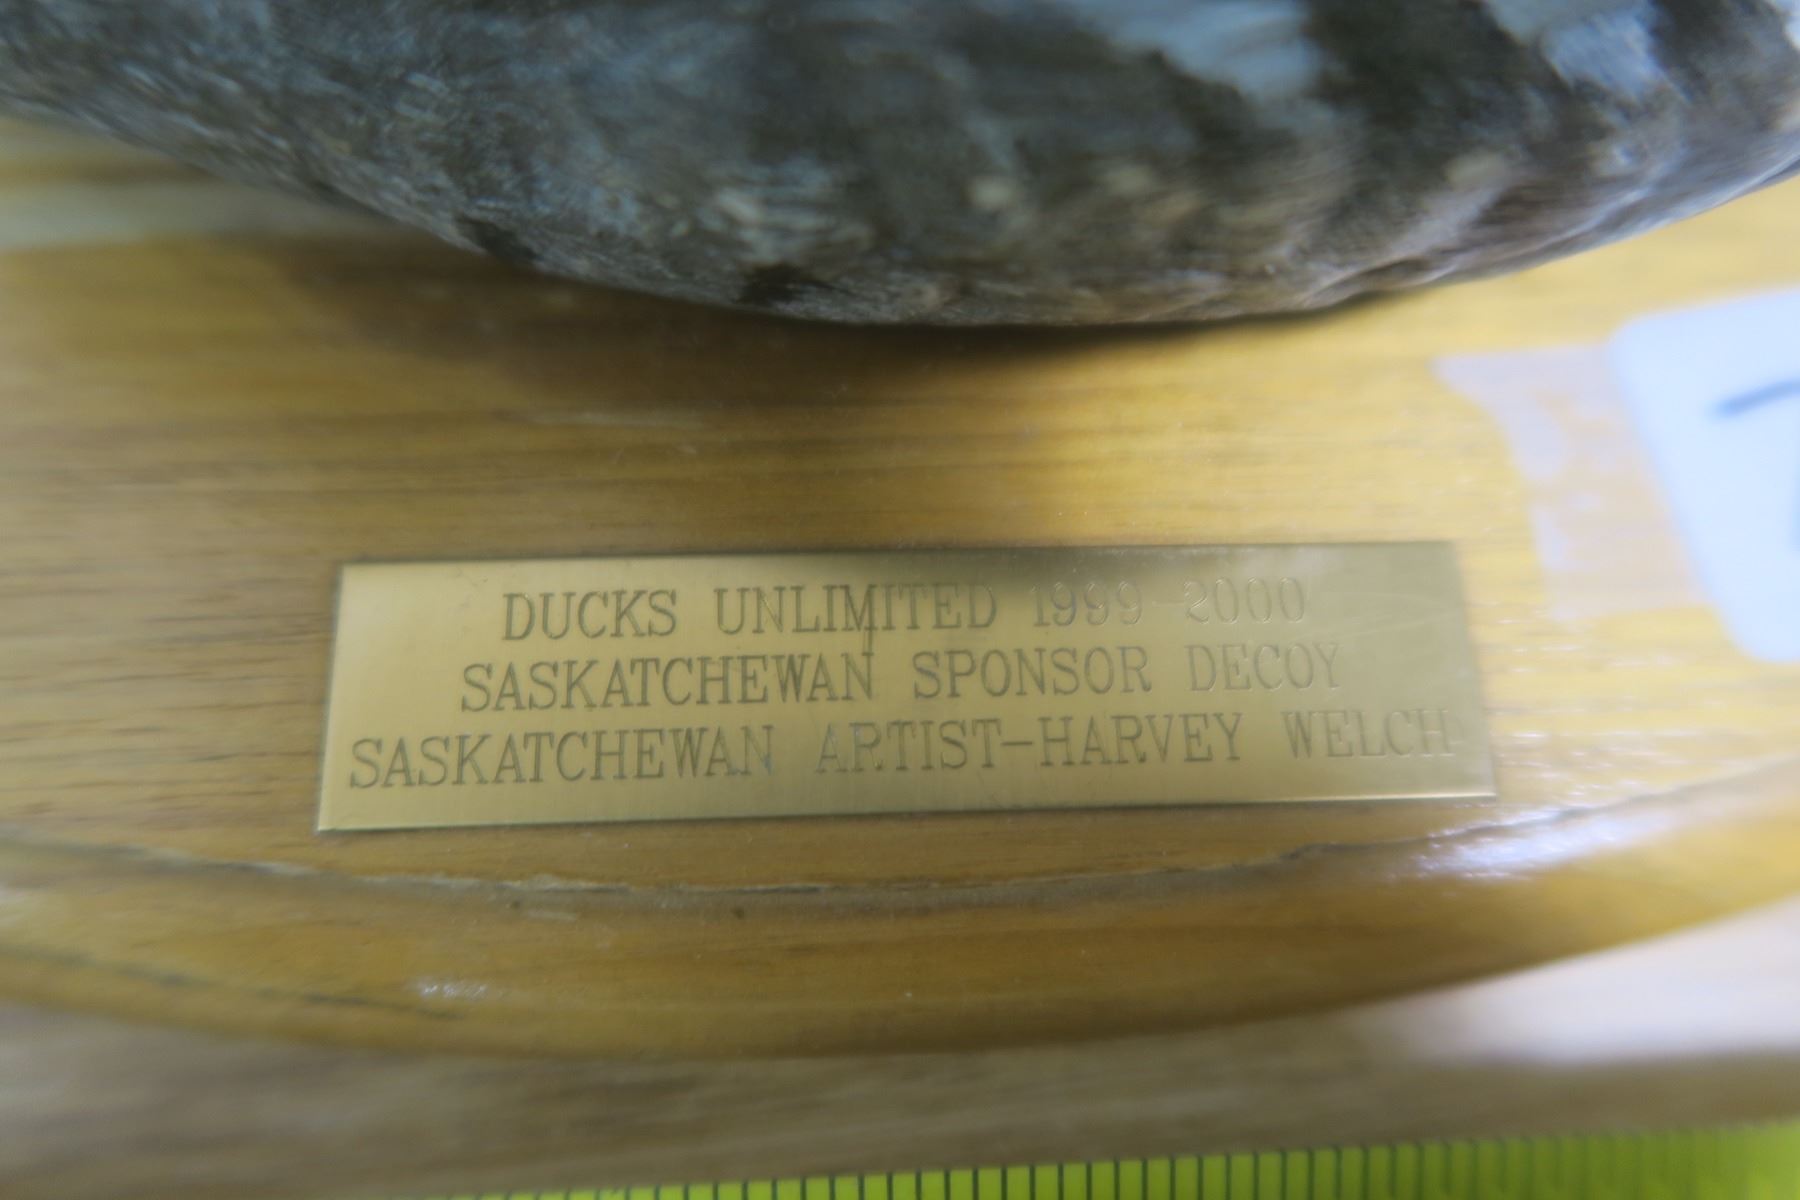 DUCKS UNLIMITED 1999-2000
SASKATCHEWAN SPONSOR DECOY
SASKATCHEWAN ARTIST-HARVEY WELCH